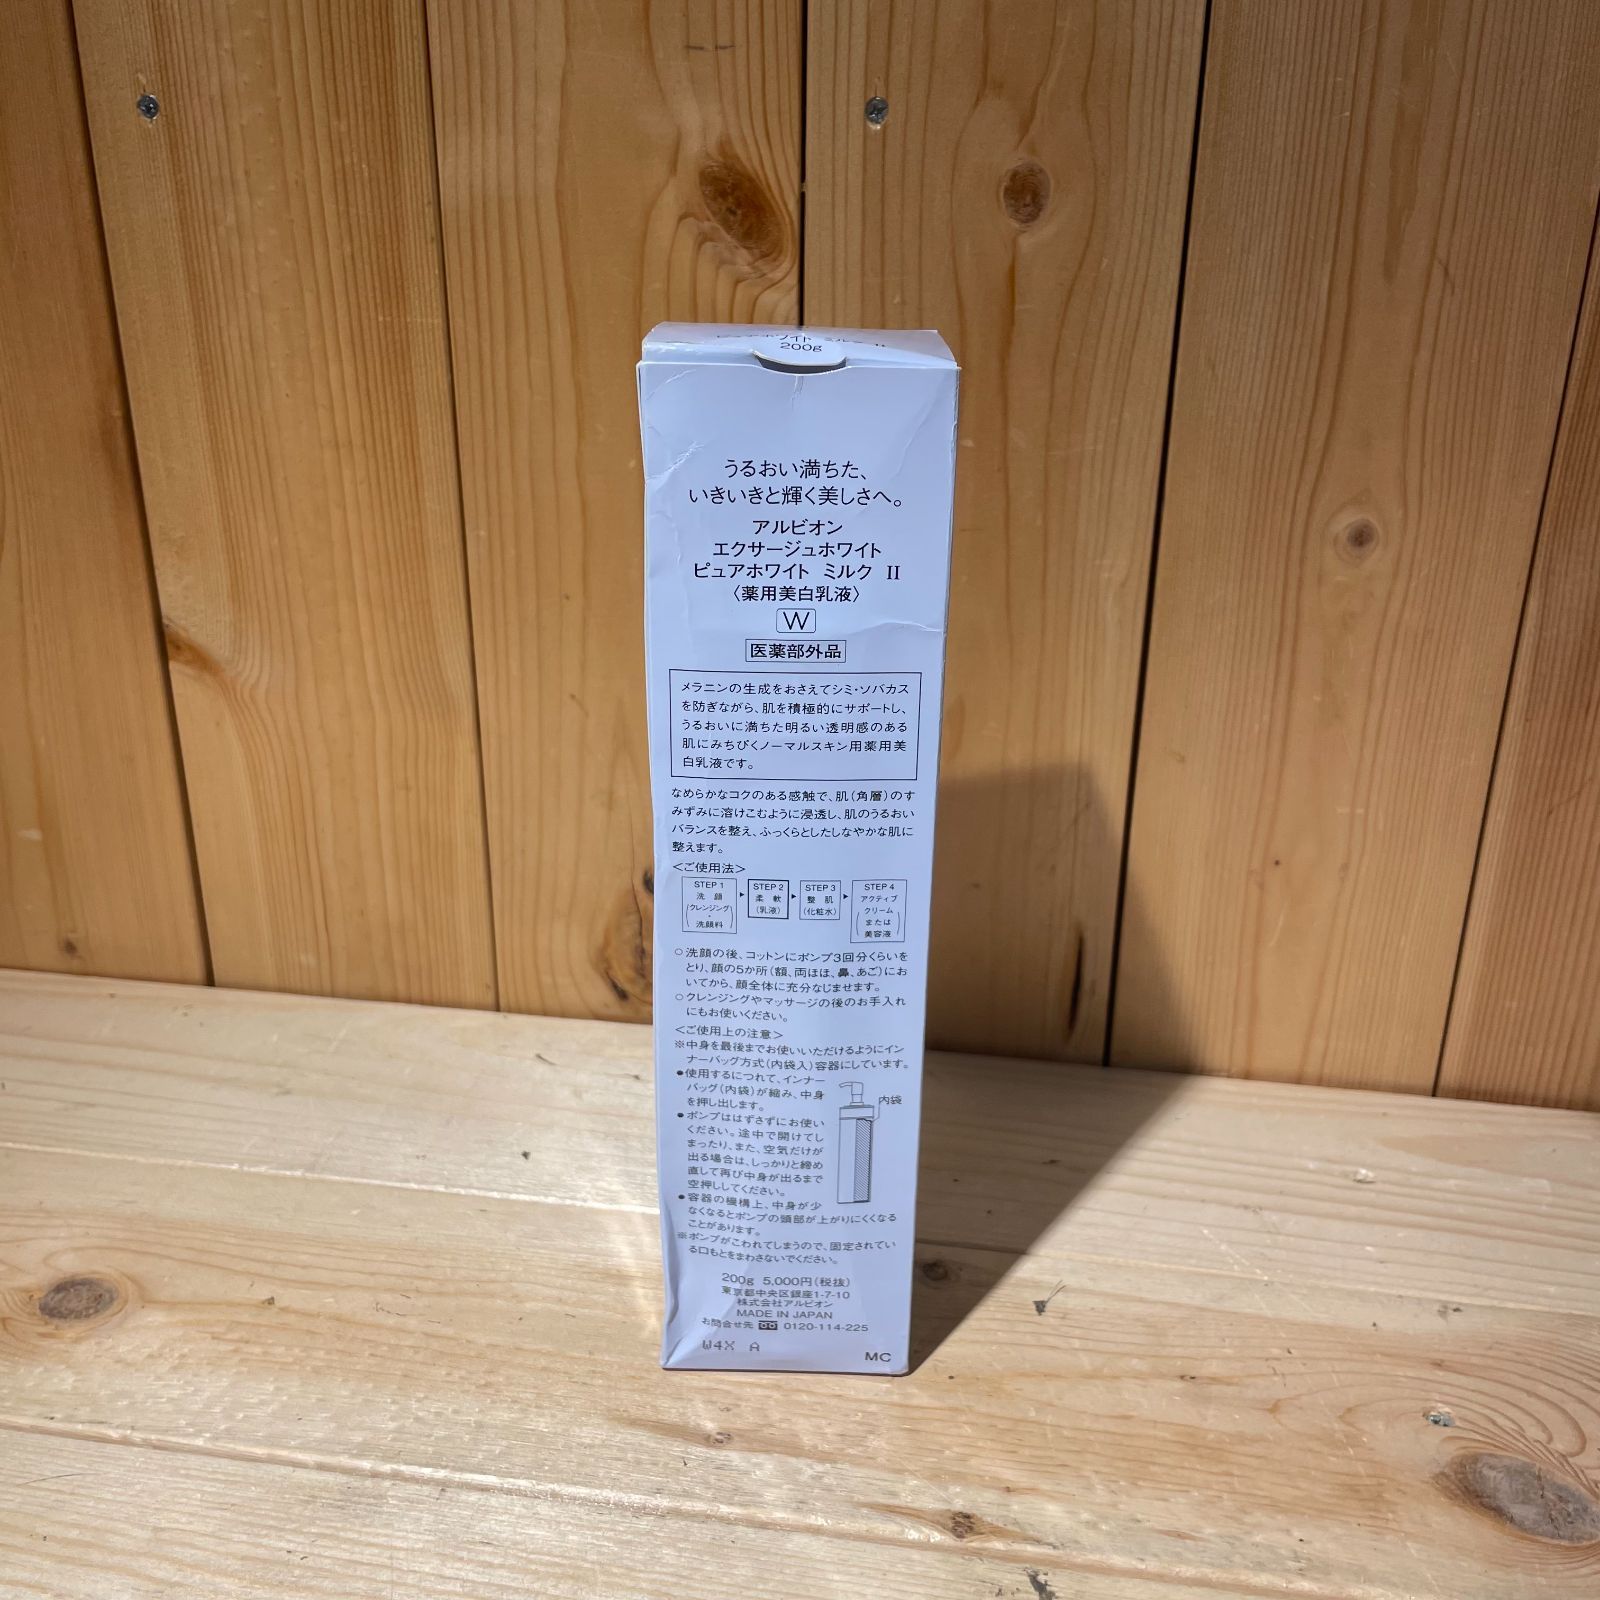 ピュアホワイト ミルク II
200g
うるおい満ちた、
いきいきと輝く美しさへ。
アルビオン
エクサージュホワイト
ピュアホワイト ミルク II
〈薬用美白乳液〉
W
医薬部外品
メラニンの生成をおさえてシミ・ソバカス
を防ぎながら、肌を積極的にサポートし、
うるおいに満ちた明るい透明感のある
肌にみちびくノーマルスキン用薬用美
白乳液です。
なめらかなコクのある感触で、肌(角層)のす
みずみに溶けこむように浸透し、肌のうるおい
バランスを整え、ふっくらとしたしなやかな肌に
整えます。
＜ご使用法＞
STEP 1
洗 顔
(クレンジング
・
洗顔料)
STEP 2
柔 軟
(乳液)
STEP 3
整 肌
(化粧水)
STEP 4
アクティブ
クリーム
または
美容液
○洗顔の後、コットンにポンプ3回分くらいを
とり、顔の5か所(額、両ほほ、鼻、あご)にお
いてから、顔全体に充分なじませます。
○クレンジングやマッサージの後のお手入れ
にもお使いください。
＜ご使用上の注意＞
※中身を最後までお使いいただけるようにイン
ナーバッグ方式(内袋入)容器にしています。
●使用するにつれて、インナー
バッグ(内袋)が縮み、中身
を押し出します。
内袋
●ポンプははずさずにお使い
ください。途中で開けてし
まったり、また、空気だけが
出る場合は、しっかりと締め
直して再び中身が出るまで
空押ししてください。
●容器の機構上、中身が少
なくなるとポンプの頭部が上がりにくくなる
ことがあります。
※ポンプがこわれてしまうので、固定されてい
る口もとをまわさないでください。
200g 5,000円(税抜)
東京都中央区銀座1-7-10
株式会社アルビオン
MADE IN JAPAN
お問合せ先 0120-114-225
W4X A
MC